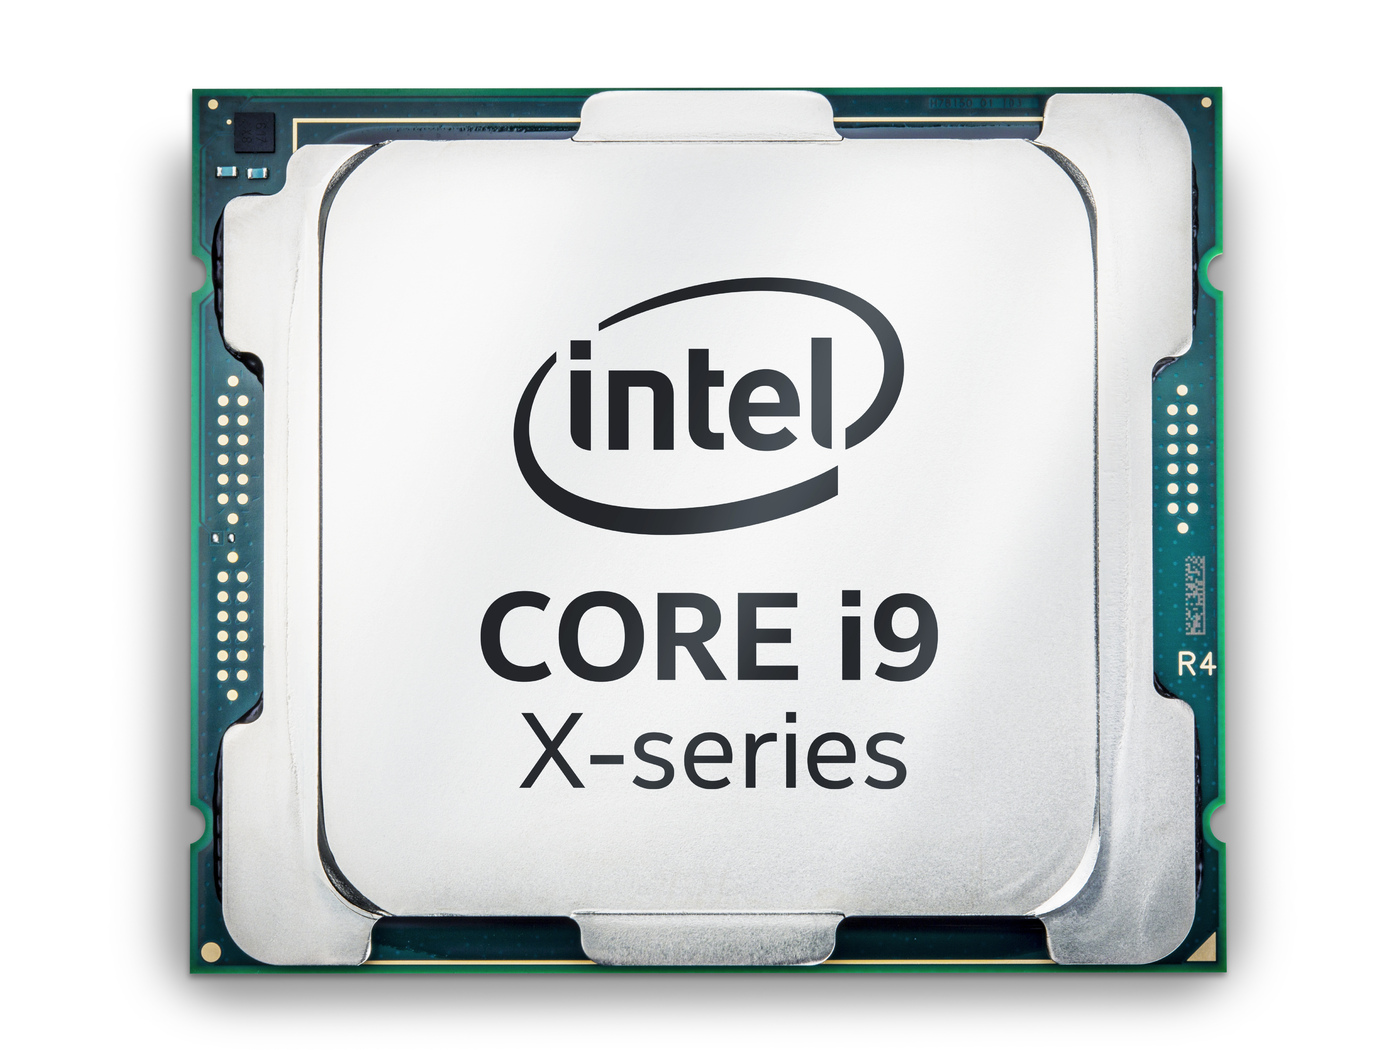 intel
CORE i9
X-series
R4